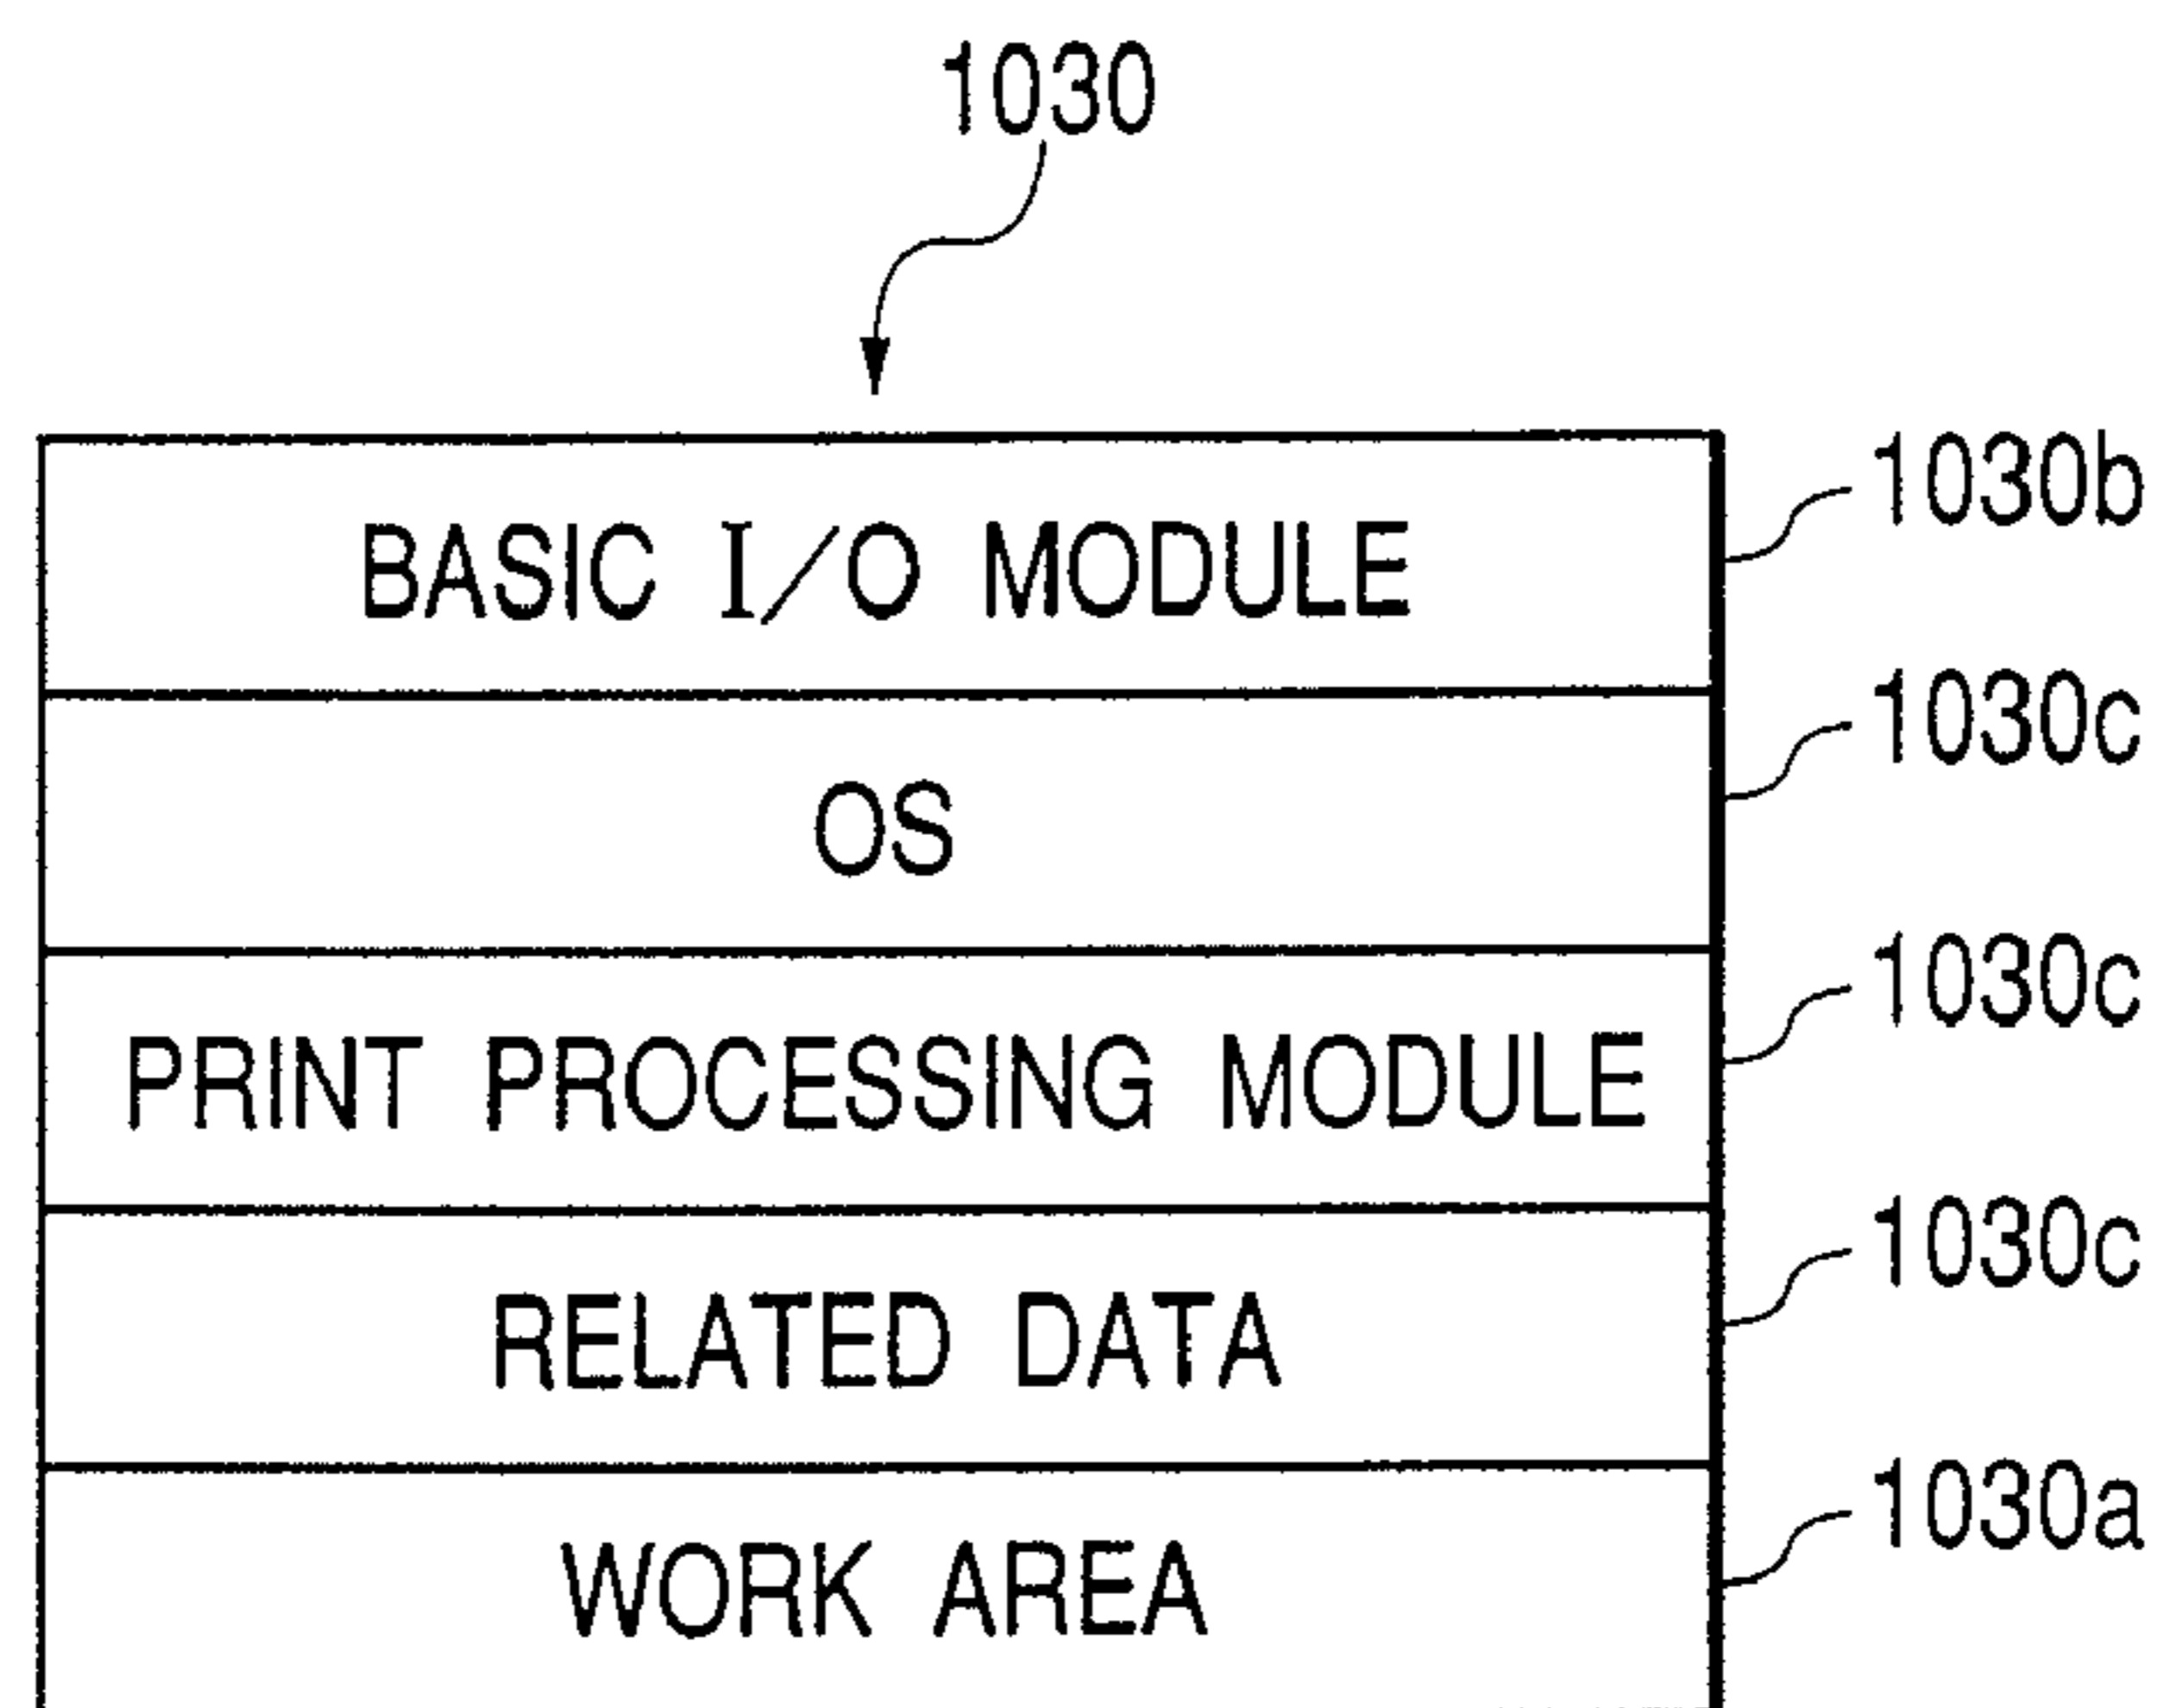 1030
BASIC I/O MODULE 1030b
OS 1030c
PRINT PROCESSING MODULE 1030c
RELATED DATA 1030c
WORK AREA 1030a